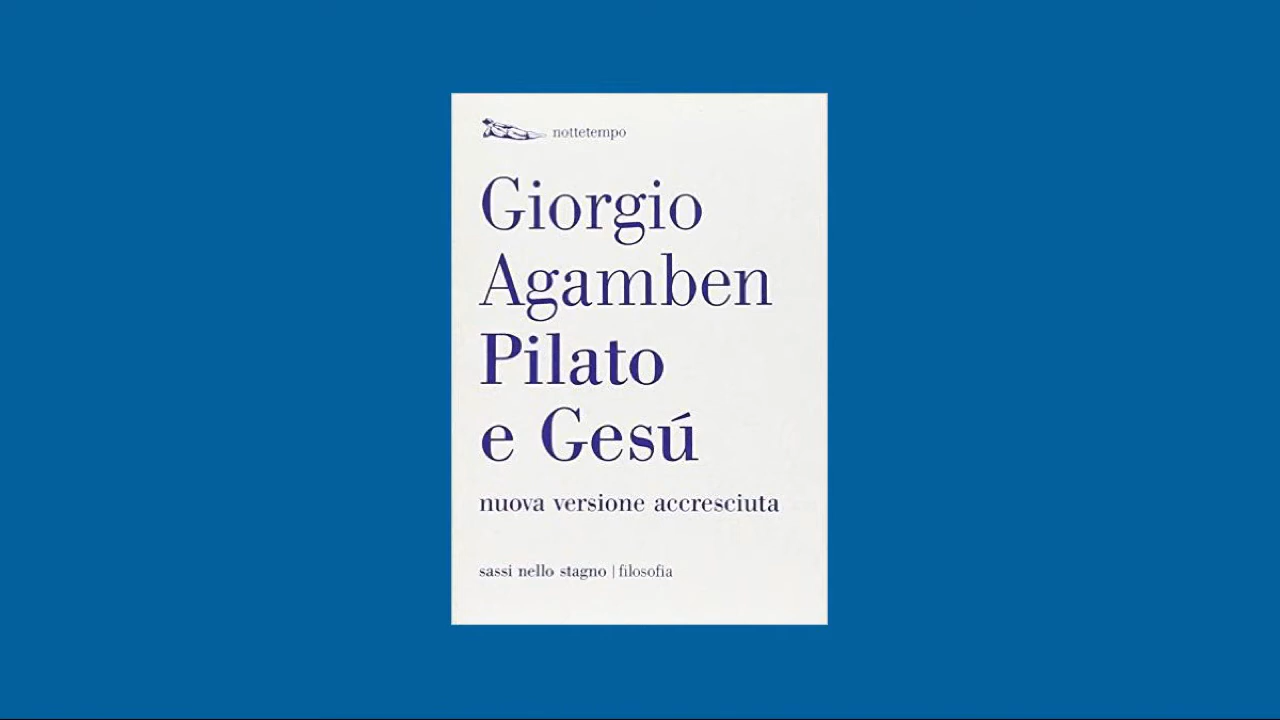 nottetempo
Giorgio
Agamben
Pilato
e Gesú
nuova versione accresciuta
sassi nello stagno | filosofia